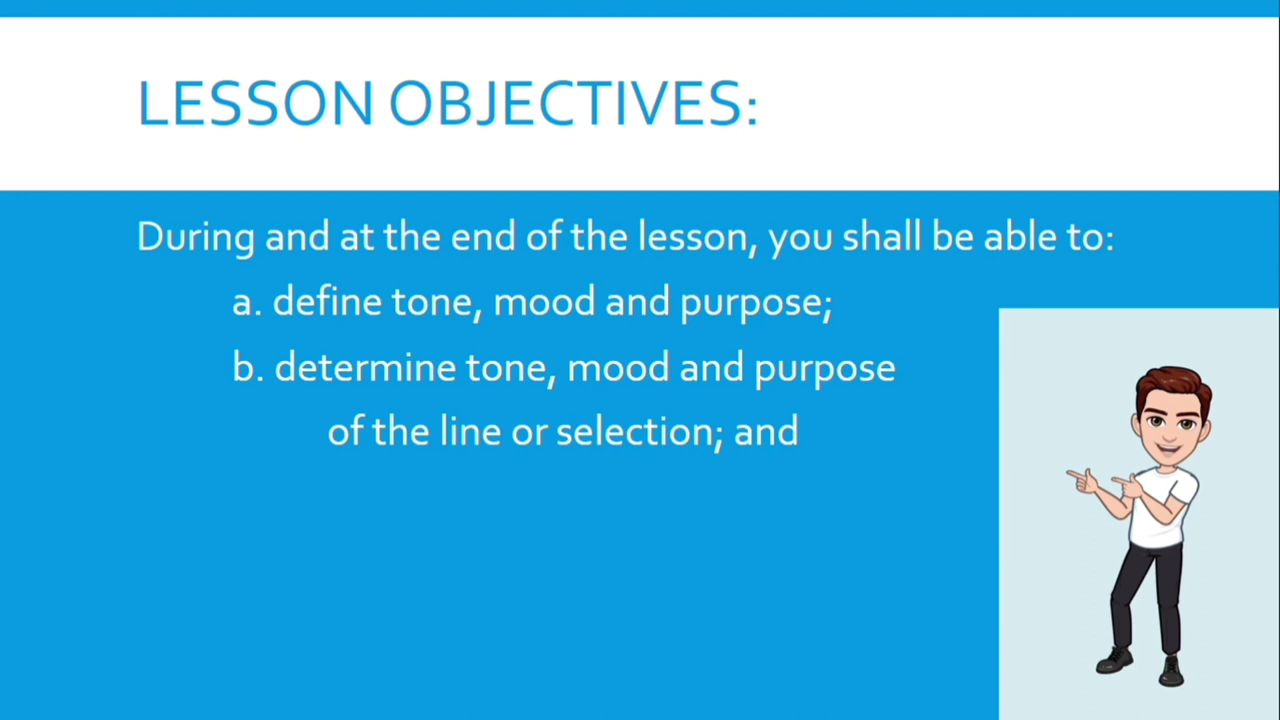 LESSON OBJECTIVES:
During and at the end of the lesson, you shall be able to:
a. define tone, mood and purpose;
b. determine tone, mood and purpose
of the line or selection; and